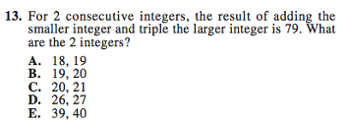 13. For 2 consecutive integers, the result of adding the
smaller integer and triple the larger integer is 79. What
are the 2 integers?
A. 18, 19
B. 19, 20
C. 20, 21
D. 26, 27
E. 39, 40